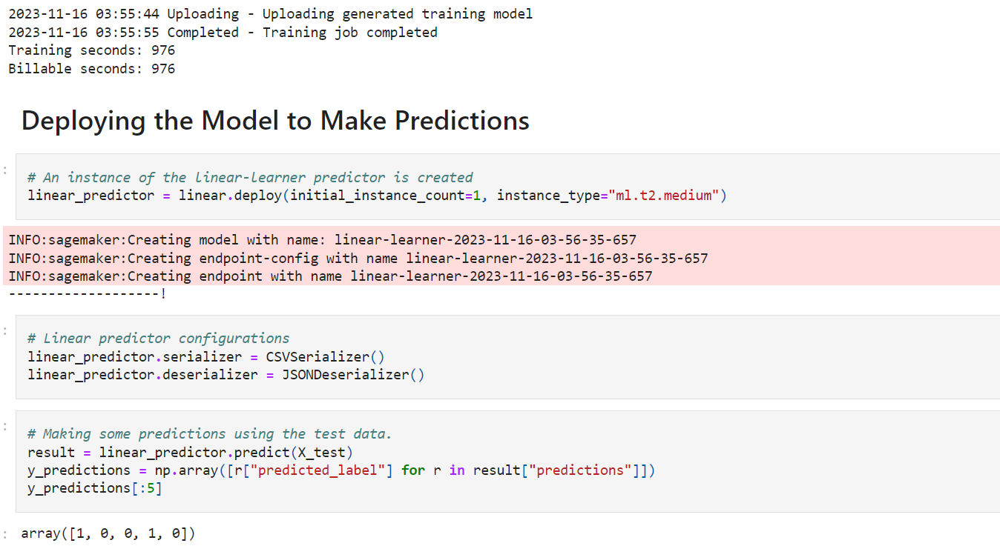 2023-11-16 03:55:44 Uploading - Uploading generated training model
2023-11-16 03:55:55 Completed - Training job completed
Training seconds: 976
Billable seconds: 976
Deploying the Model to Make Predictions
:
# An instance of the linear-learner predictor is created
linear_predictor = linear.deploy(initial_instance_count=1, instance_type="ml.t2.medium")
INFO:sagemaker:Creating model with name: linear-learner-2023-11-16-03-56-35-657
INFO:sagemaker:Creating endpoint-config with name linear-learner-2023-11-16-03-56-35-657
INFO:sagemaker:Creating endpoint with name linear-learner-2023-11-16-03-56-35-657
-------------------!
:
# Linear predictor configurations
linear_predictor.serializer = CSVSerializer()
linear_predictor.deserializer = JSONDeserializer()
:
# Making some predictions using the test data.
result = linear_predictor.predict(X_test)
y_predictions = np.array([r["predicted_label"] for r in result["predictions"]])
y_predictions[:5]
: array([1, 0, 0, 1, 0])